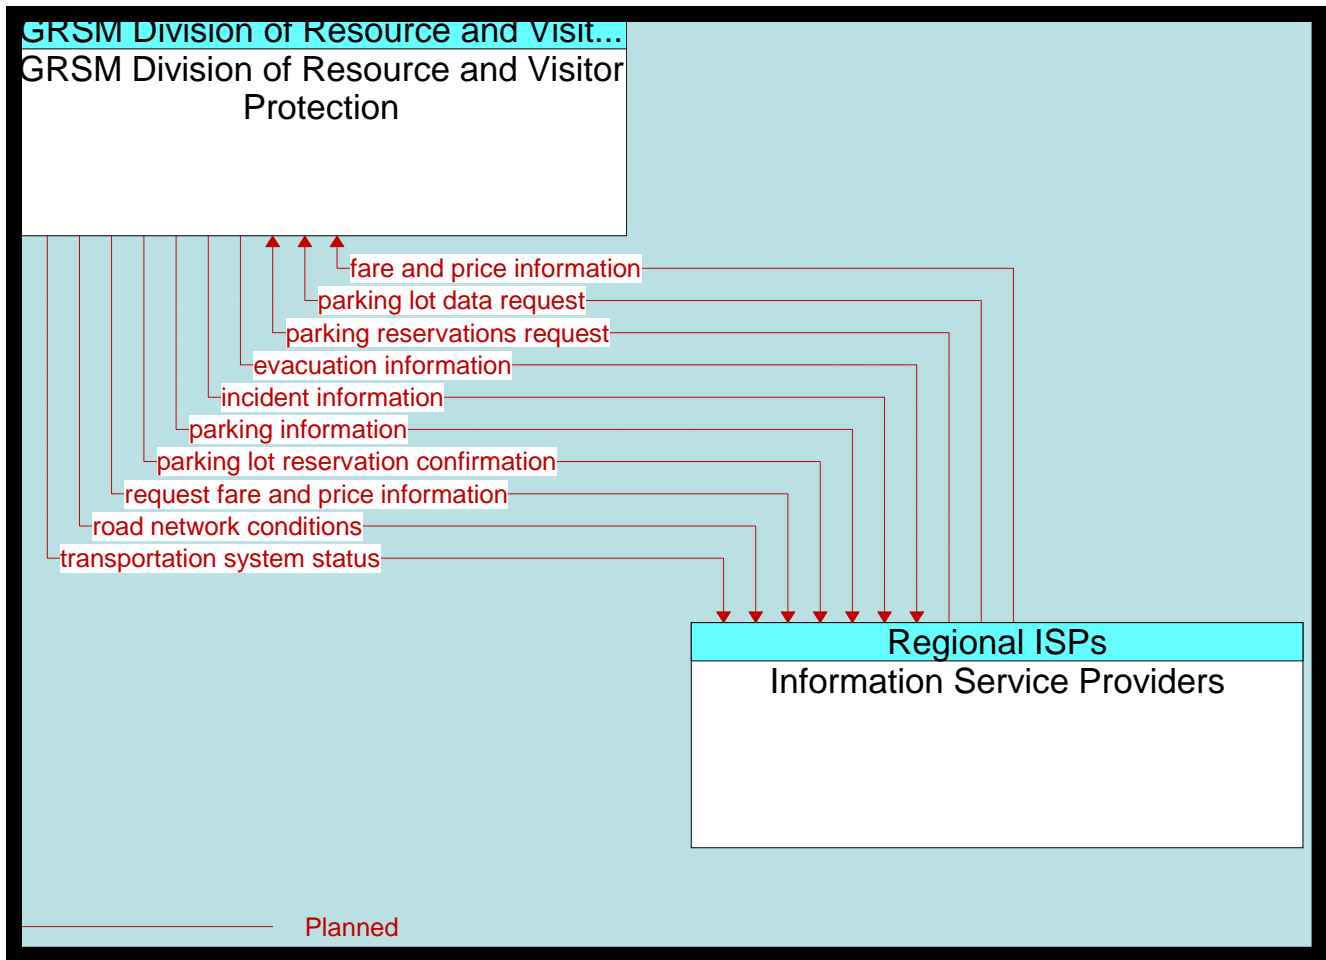 GRSM Division of Resource and Visit...
GRSM Division of Resource and Visitor
Protection
fare and price information
parking lot data request
parking reservations request
evacuation information
incident information
parking information
parking lot reservation confirmation
request fare and price information
road network conditions
transportation system status
Regional ISPs
Information Service Providers
Planned